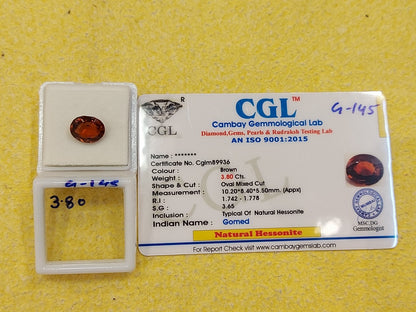 R
CGL
CGL™
Cambay Gemmological Lab
Diamond,Gems, Pearls & Rudraksh Testing Lab
AN ISO 9001:2015
G-145
Name : *******
Certificate No. Cglm89936
Colour : Brown
Weight : 3.80 Cts.
Shape & Cut : Oval Mixed Cut
Measurement : 10.20*8.40*5.50mm. (Appx)
R.I : 1.742 - 1.778
S.G : 3.65
Inclusion : Typical Of Natural Hessonite
Indian Name : Gomed
Natural Hessonite
MSC,DG
Gemmologist
For Report Check visit www.cambaygemslab.com
G-145
3.80